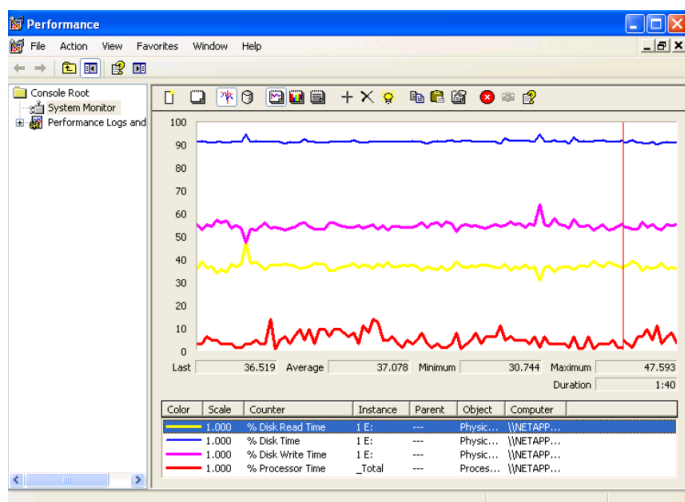 Performance
File Action View Favorites Window Help
Console Root
System Monitor
Performance Logs and
100
90
80
70
60
50
40
30
20
10
0
Last 36.519 Average 37.078 Minimum 30.744 Maximum 47.593
Duration 1:40
Color Scale Counter Instance Parent Object Computer
1.000 % Disk Read Time 1 E: --- Physic... \\NETAPP...
1.000 % Disk Time 1 E: --- Physic... \\NETAPP...
1.000 % Disk Write Time 1 E: --- Physic... \\NETAPP...
1.000 % Processor Time _Total --- Proces... \\NETAPP...